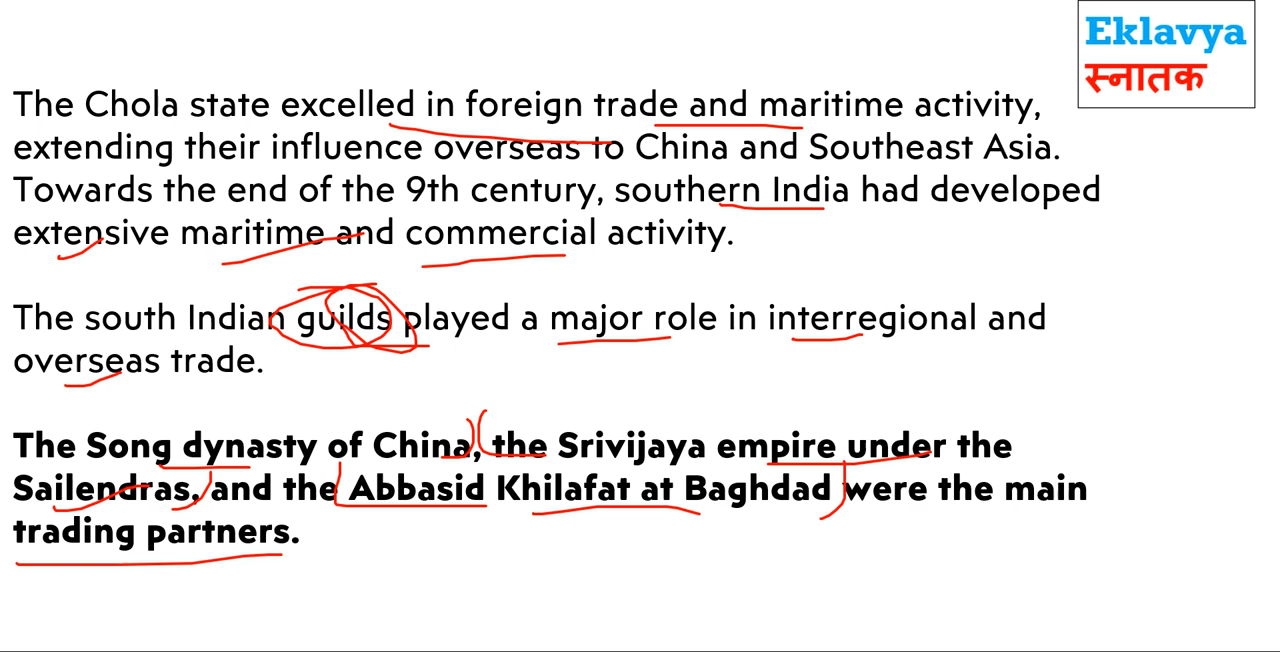 Eklavya
स्नातक
The Chola state excelled in foreign trade and maritime activity,
extending their influence overseas to China and Southeast Asia.
Towards the end of the 9th century, southern India had developed
extensive maritime and commercial activity.
The south Indian guilds played a major role in interregional and
overseas trade.
The Song dynasty of China, the Srivijaya empire under the
Sailendras, and the Abbasid Khilafat at Baghdad were the main
trading partners.